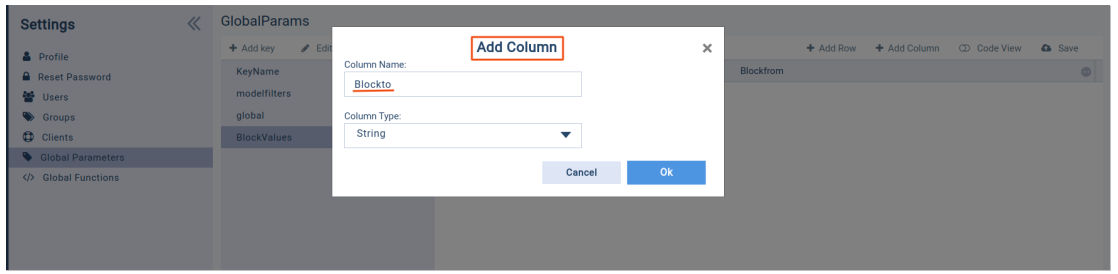 Settings
Profile
Reset Password
Users
Groups
Clients
Global Parameters
</> Global Functions
GlobalParams
+ Add key Edit
KeyName
modelfilters
global
BlockValues
Add Column
Column Name:
Blockto
Column Type:
String
Cancel Ok
+ Add Row + Add Column Code View Save
Blockfrom